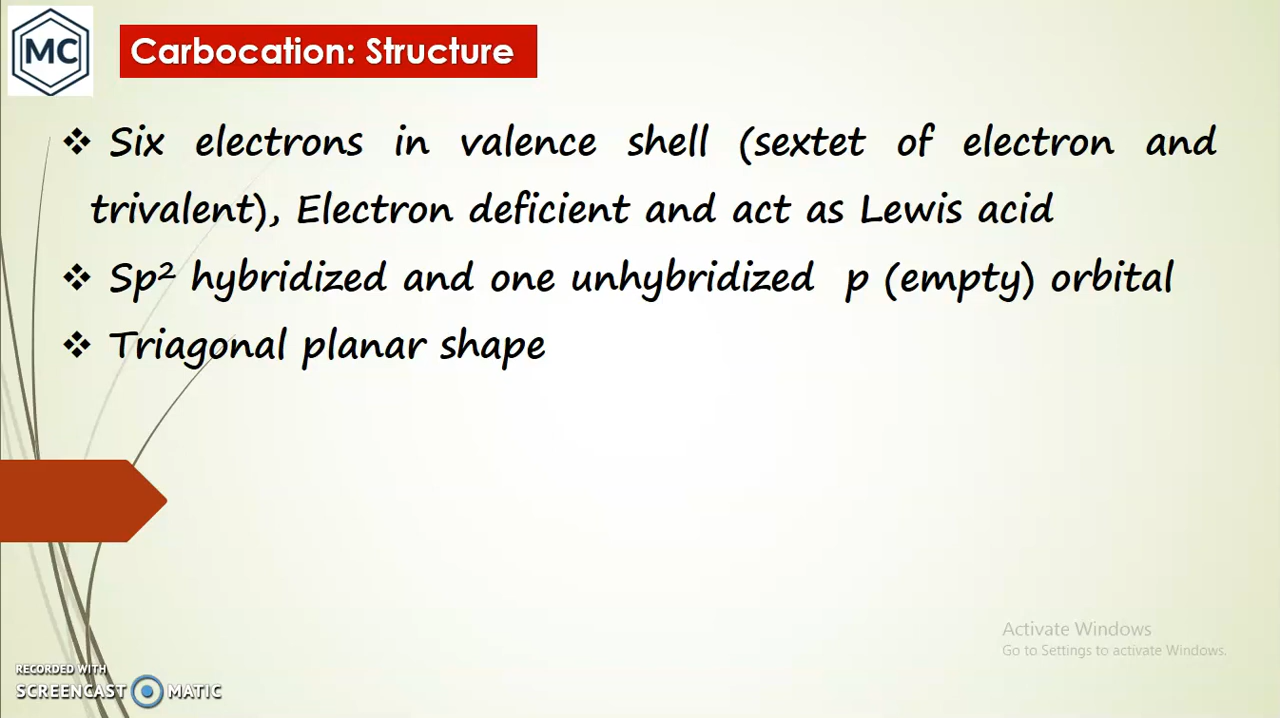 MC
Carbocation: Structure
❖ Six electrons in valence shell (sextet of electron and
trivalent), Electron deficient and act as Lewis acid
❖ Sp² hybridized and one unhybridized p (empty) orbital
❖ Triagonal planar shape
Activate Windows
Go to Settings to activate Windows.
RECORDED WITH
SCREENCAST MATIC